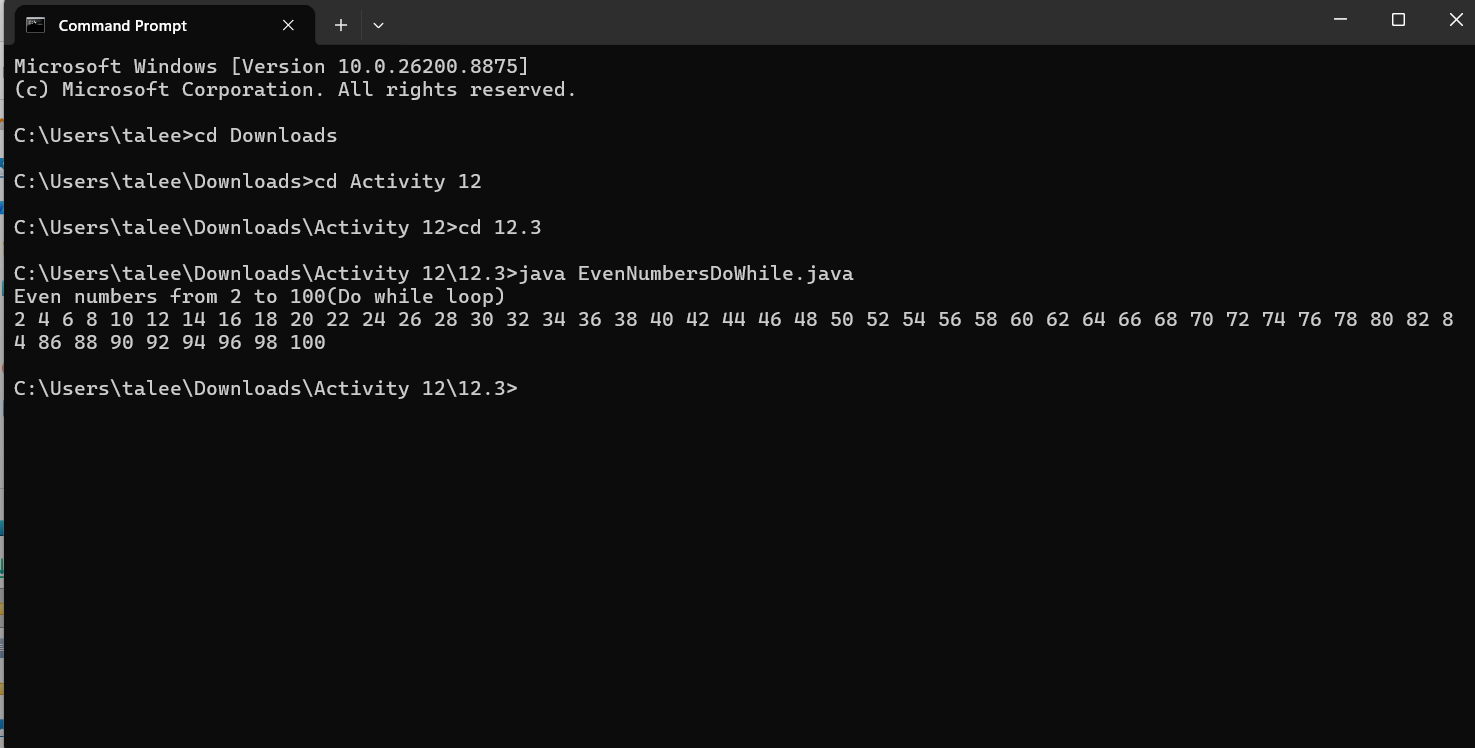 Command Prompt
Microsoft Windows [Version 10.0.26200.8875]
(c) Microsoft Corporation. All rights reserved.
C:\Users\talee>cd Downloads
C:\Users\talee\Downloads>cd Activity 12
C:\Users\talee\Downloads\Activity 12>cd 12.3
C:\Users\talee\Downloads\Activity 12\12.3>java EvenNumbersDoWhile.java
Even numbers from 2 to 100(Do while loop)
2 4 6 8 10 12 14 16 18 20 22 24 26 28 30 32 34 36 38 40 42 44 46 48 50 52 54 56 58 60 62 64 66 68 70 72 74 76 78 80 82 8
4 86 88 90 92 94 96 98 100
C:\Users\talee\Downloads\Activity 12\12.3>